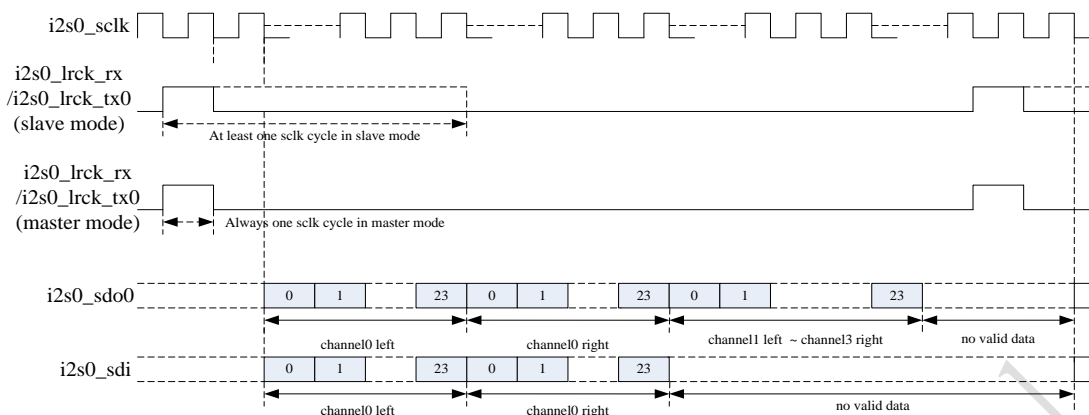 i2s0_sclk
i2s0_lrck_rx
/i2s0_lrck_tx0
(slave mode)
At least one sclk cycle in slave mode
i2s0_lrck_rx
/i2s0_lrck_tx0
(master mode)
Always one sclk cycle in master mode
i2s0_sdo0 0 1 23 0 1 23 0 1 23
channel0 left channel0 right channel1 left ~ channel3 right no valid data
i2s0_sdi 0 1 23 0 1 23
channel0 left channel0 right no valid data